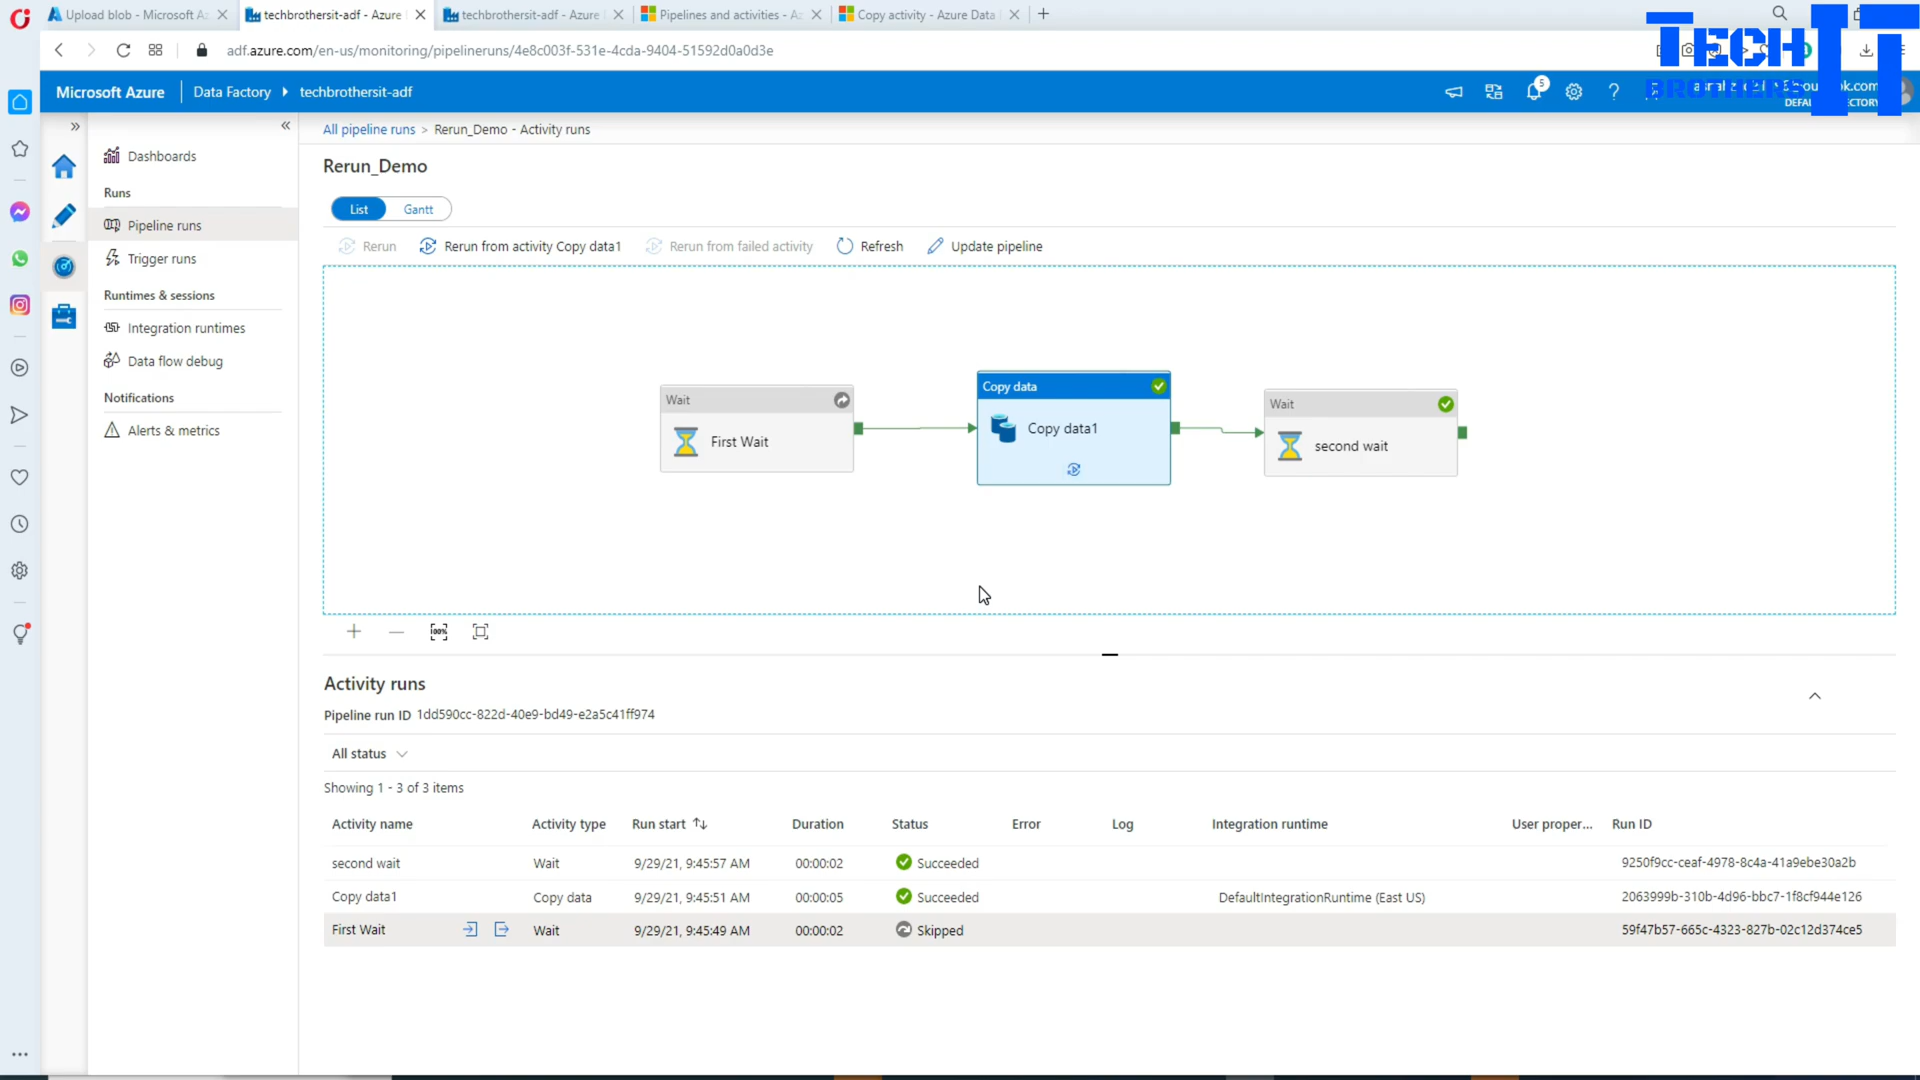 Upload blob - Microsoft A
techbrothersit-adf - Azure
techbrothersit-adf - Azure
Pipelines and activities - Az
Copy activity - Azure Data
adf.azure.com/en-us/monitoring/pipelineruns/4e8c003f-531e-4cda-9404-51592d0a0d3e
TECH
BROTHERS
IT
Microsoft Azure
Data Factory
techbrothersit-adf
5
Dashboards
Runs
Pipeline runs
Trigger runs
Runtimes & sessions
Integration runtimes
Data flow debug
Notifications
Alerts & metrics
All pipeline runs > Rerun_Demo - Activity runs
Rerun_Demo
List
Gantt
Rerun
Rerun from activity Copy data1
Rerun from failed activity
Refresh
Update pipeline
Wait
First Wait
Copy data
Copy data1
Wait
second wait
100%
Activity runs
Pipeline run ID 1dd590cc-822d-40e9-bd49-e2a5c41ff974
All status
Showing 1 - 3 of 3 items
Activity name Activity type Run start Duration Status Error Log Integration runtime User proper... Run ID
second wait Wait 9/29/21, 9:45:57 AM 00:00:02 Succeeded 9250f9cc-ceaf-4978-8c4a-41a9ebe30a2b
Copy data1 Copy data 9/29/21, 9:45:51 AM 00:00:05 Succeeded DefaultIntegrationRuntime (East US) 2063999b-310b-4d96-bbc7-1f8cf944e126
First Wait Wait 9/29/21, 9:45:49 AM 00:00:02 Skipped 59f47b57-665c-4323-827b-02c12d374ce5